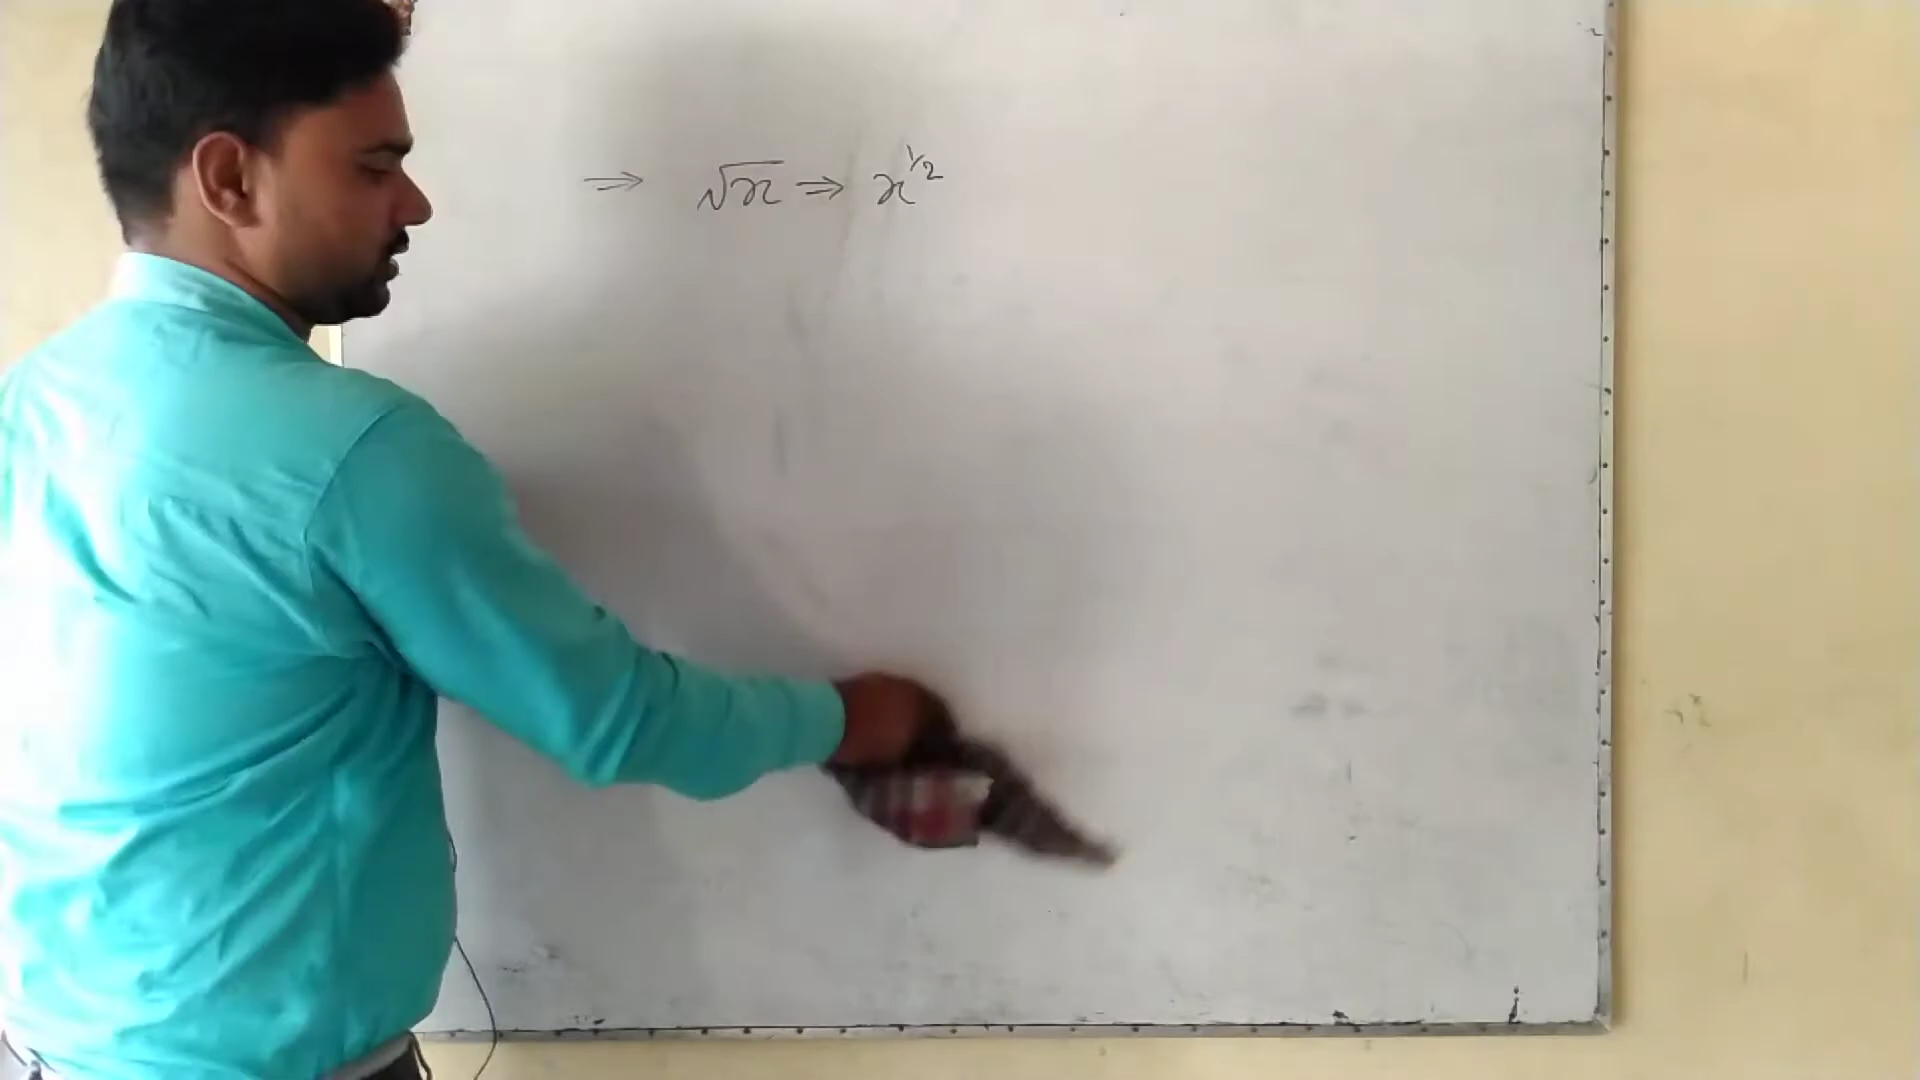 ⇒ √x ⇒ x^1/2